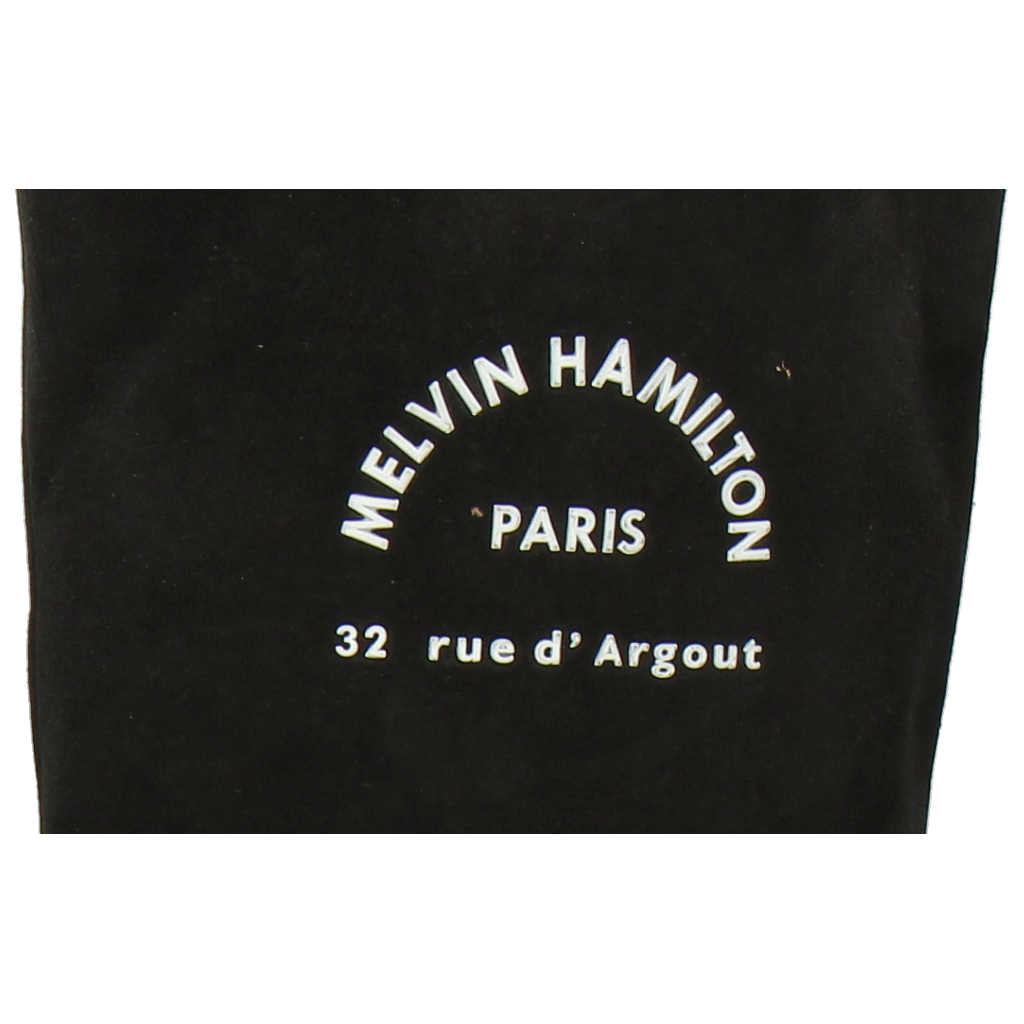 MELVIN HAMILTON
PARIS
32 rue d' Argout